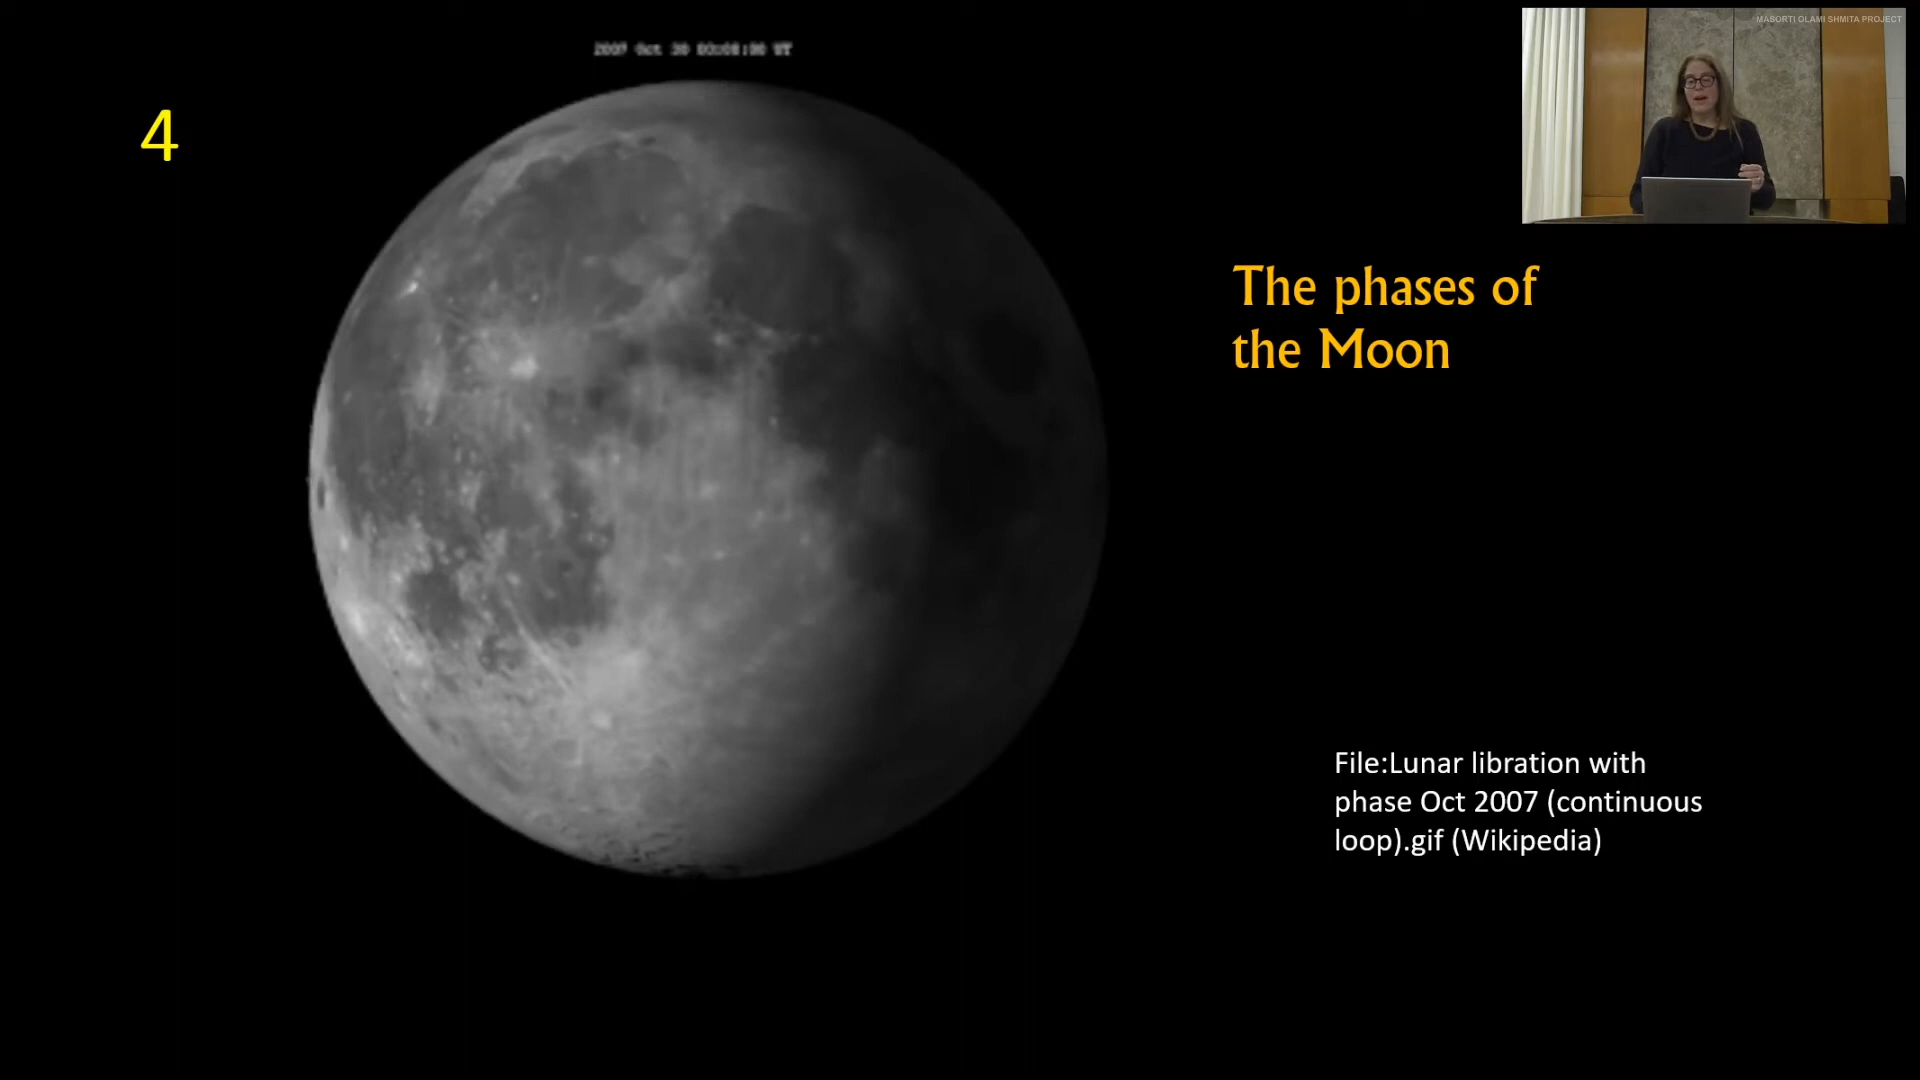 MASORTI OLAMI SHMITA PROJECT
4
The phases of
the Moon
File:Lunar libration with
phase Oct 2007 (continuous
loop).gif (Wikipedia)